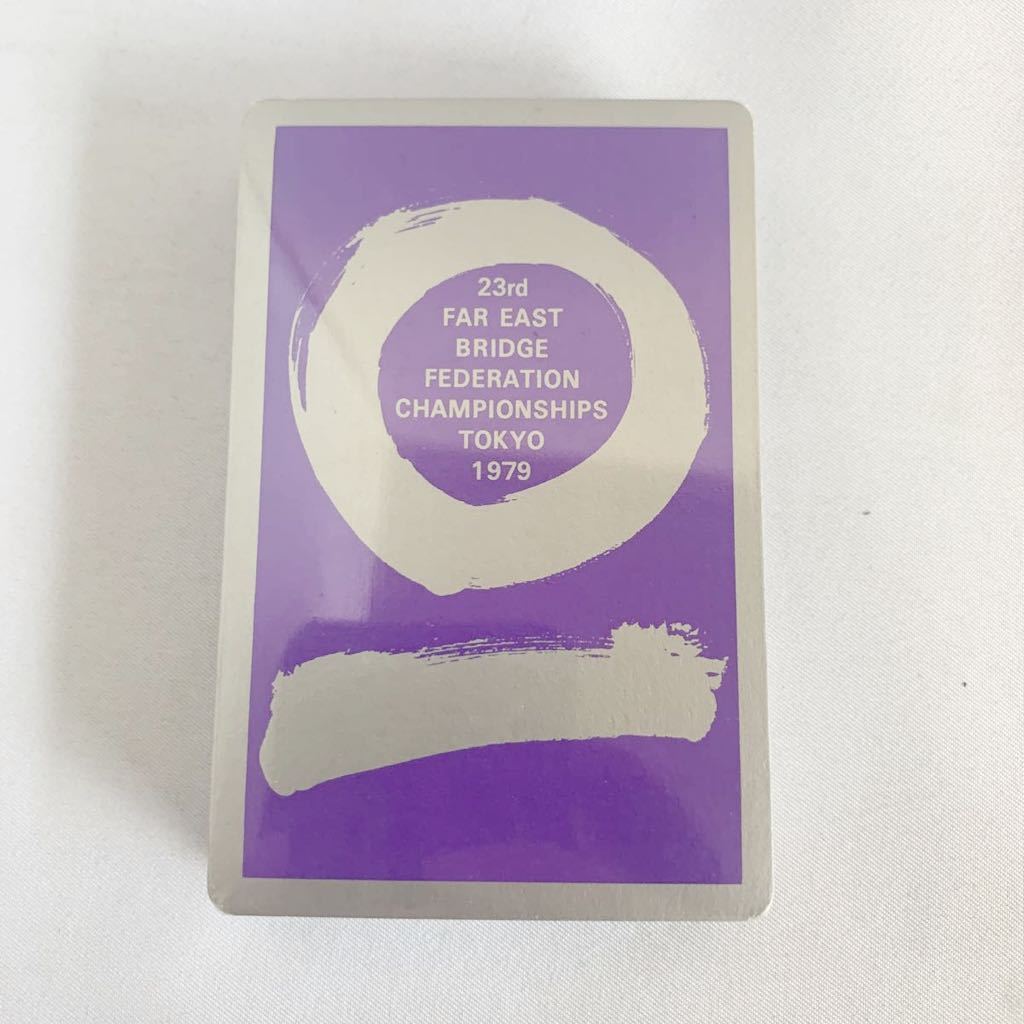 23rd
FAR EAST
BRIDGE
FEDERATION
CHAMPIONSHIPS
TOKYO
1979